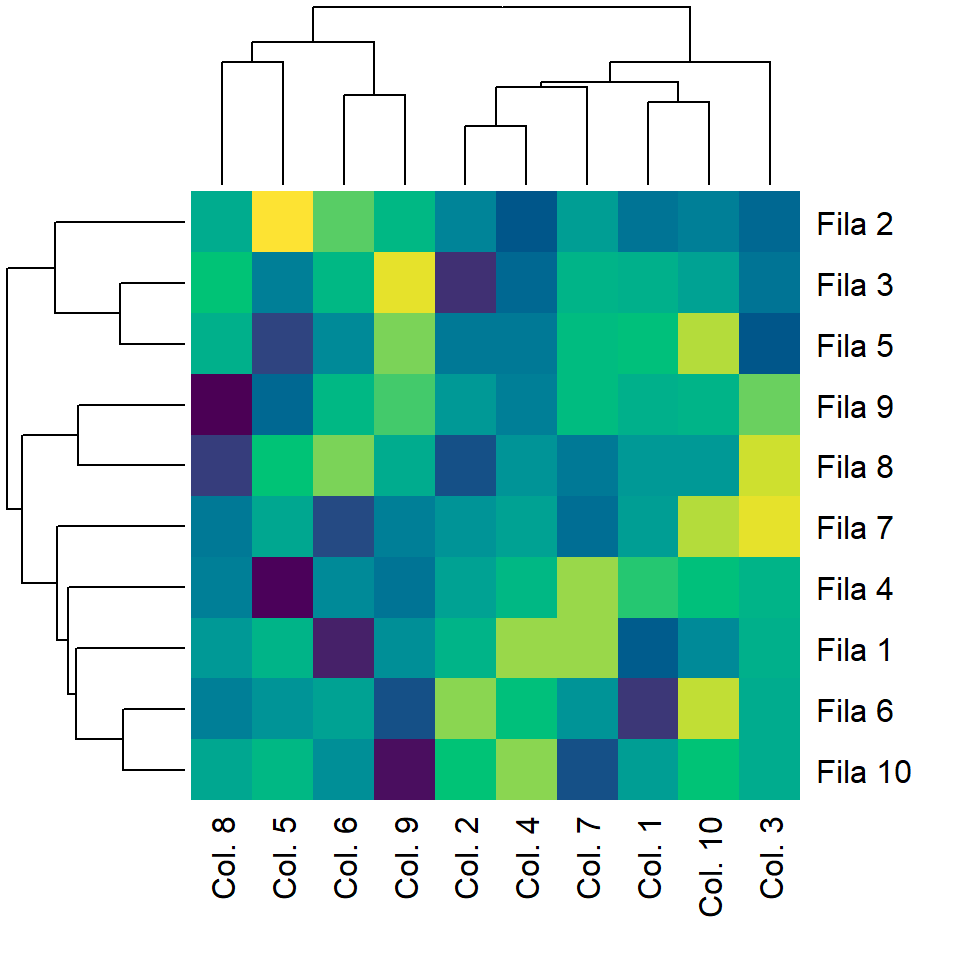 Fila 2
Fila 3
Fila 5
Fila 9
Fila 8
Fila 7
Fila 4
Fila 1
Fila 6
Fila 10
Col. 8
Col. 5
Col. 6
Col. 9
Col. 2
Col. 4
Col. 7
Col. 1
Col. 10
Col. 3